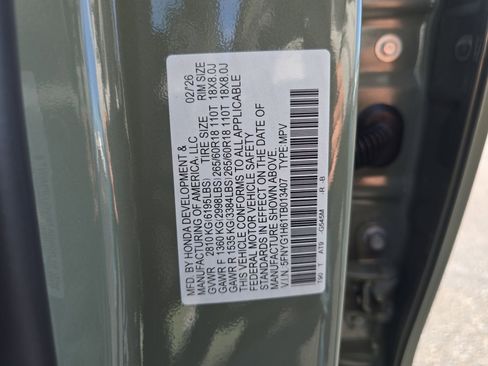 MFD. BY HONDA DEVELOPMENT & 02/'26
MANUFACTURING OF AMERICA, LLC.
GVWR 2810 KG(6195LBS) TIRE SIZE RIM SIZE
GAWR F 1360 KG(2998LBS) 265/60R18 110T 18X8.0J
GAWR R 1535 KG(3384LBS) 265/60R18 110T 18X8.0J
THIS VEHICLE CONFORMS TO ALL APPLICABLE
FEDERAL MOTOR VEHICLE SAFETY
STANDARDS IN EFFECT ON THE DATE OF
MANUFACTURE SHOWN ABOVE.
V.I.N. 5FNYG1H61TB013407 TYPE:MPV
T90 T AT9 -R -B